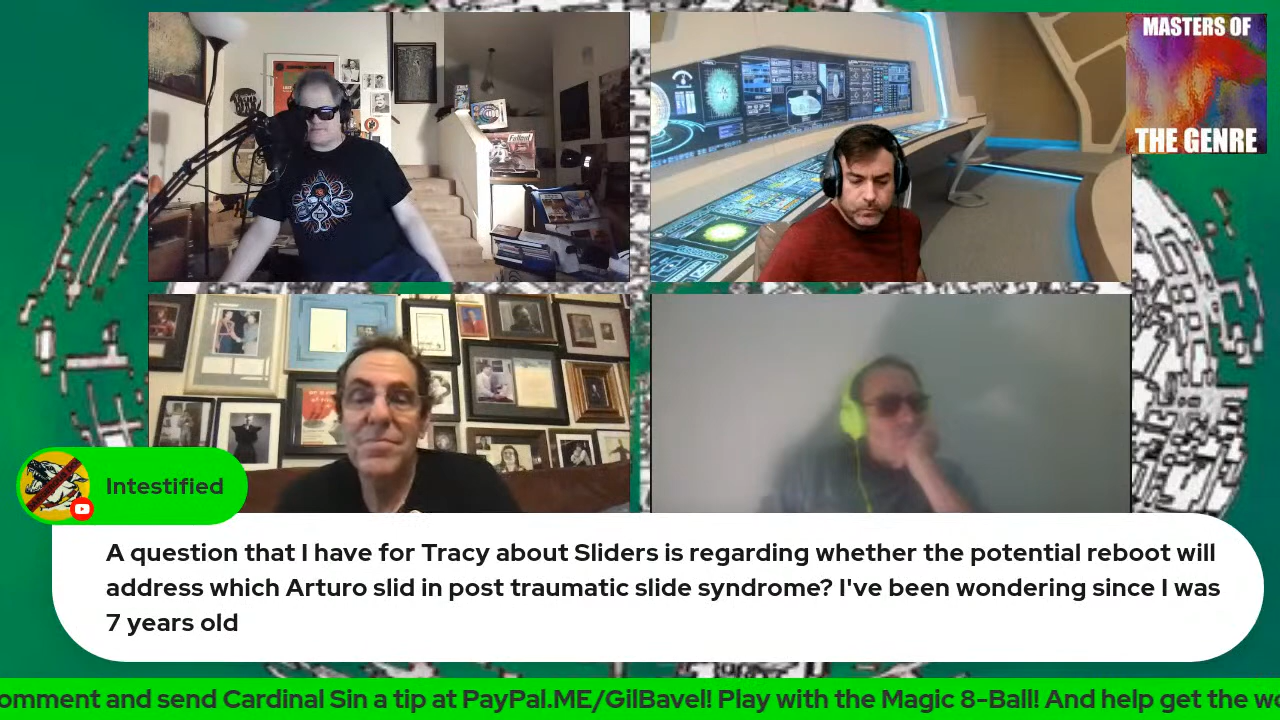 MASTERS OF
THE GENRE
Fallout
Intestified
A question that I have for Tracy about Sliders is regarding whether the potential reboot will
address which Arturo slid in post traumatic slide syndrome? I've been wondering since I was
7 years old
omment and send Cardinal Sin a tip at PayPal.ME/GilBavel! Play with the Magic 8-Ball! And help get the wo